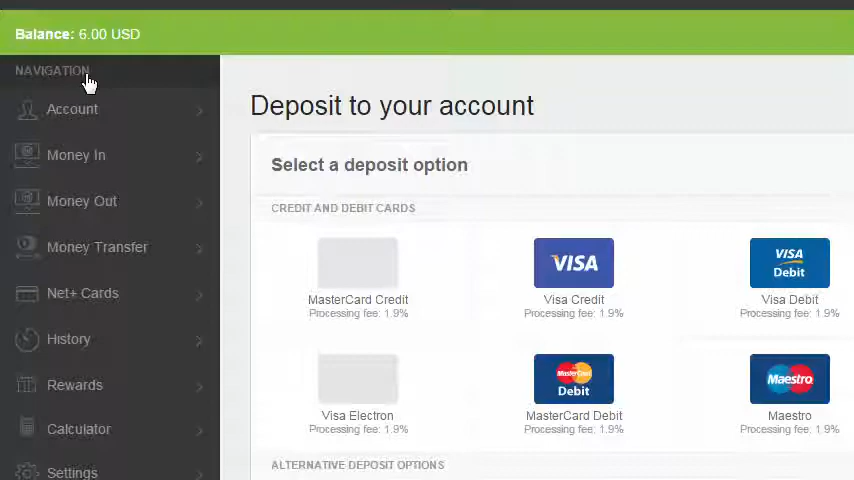 Balance: 6.00 USD
NAVIGATION
Account
Money In
Money Out
Money Transfer
Net+ Cards
History
Rewards
Calculator
Settings
Deposit to your account
Select a deposit option
CREDIT AND DEBIT CARDS
VISA
VISA
Debit
MasterCard Credit
Visa Credit
Visa Debit
Processing fee: 1.9%
Processing fee: 1.9%
Processing fee: 1.9%
MasterCard
Debit
Maestro
Visa Electron
MasterCard Debit
Maestro
Processing fee: 1.9%
Processing fee: 1.9%
Processing fee: 1.9%
ALTERNATIVE DEPOSIT OPTIONS